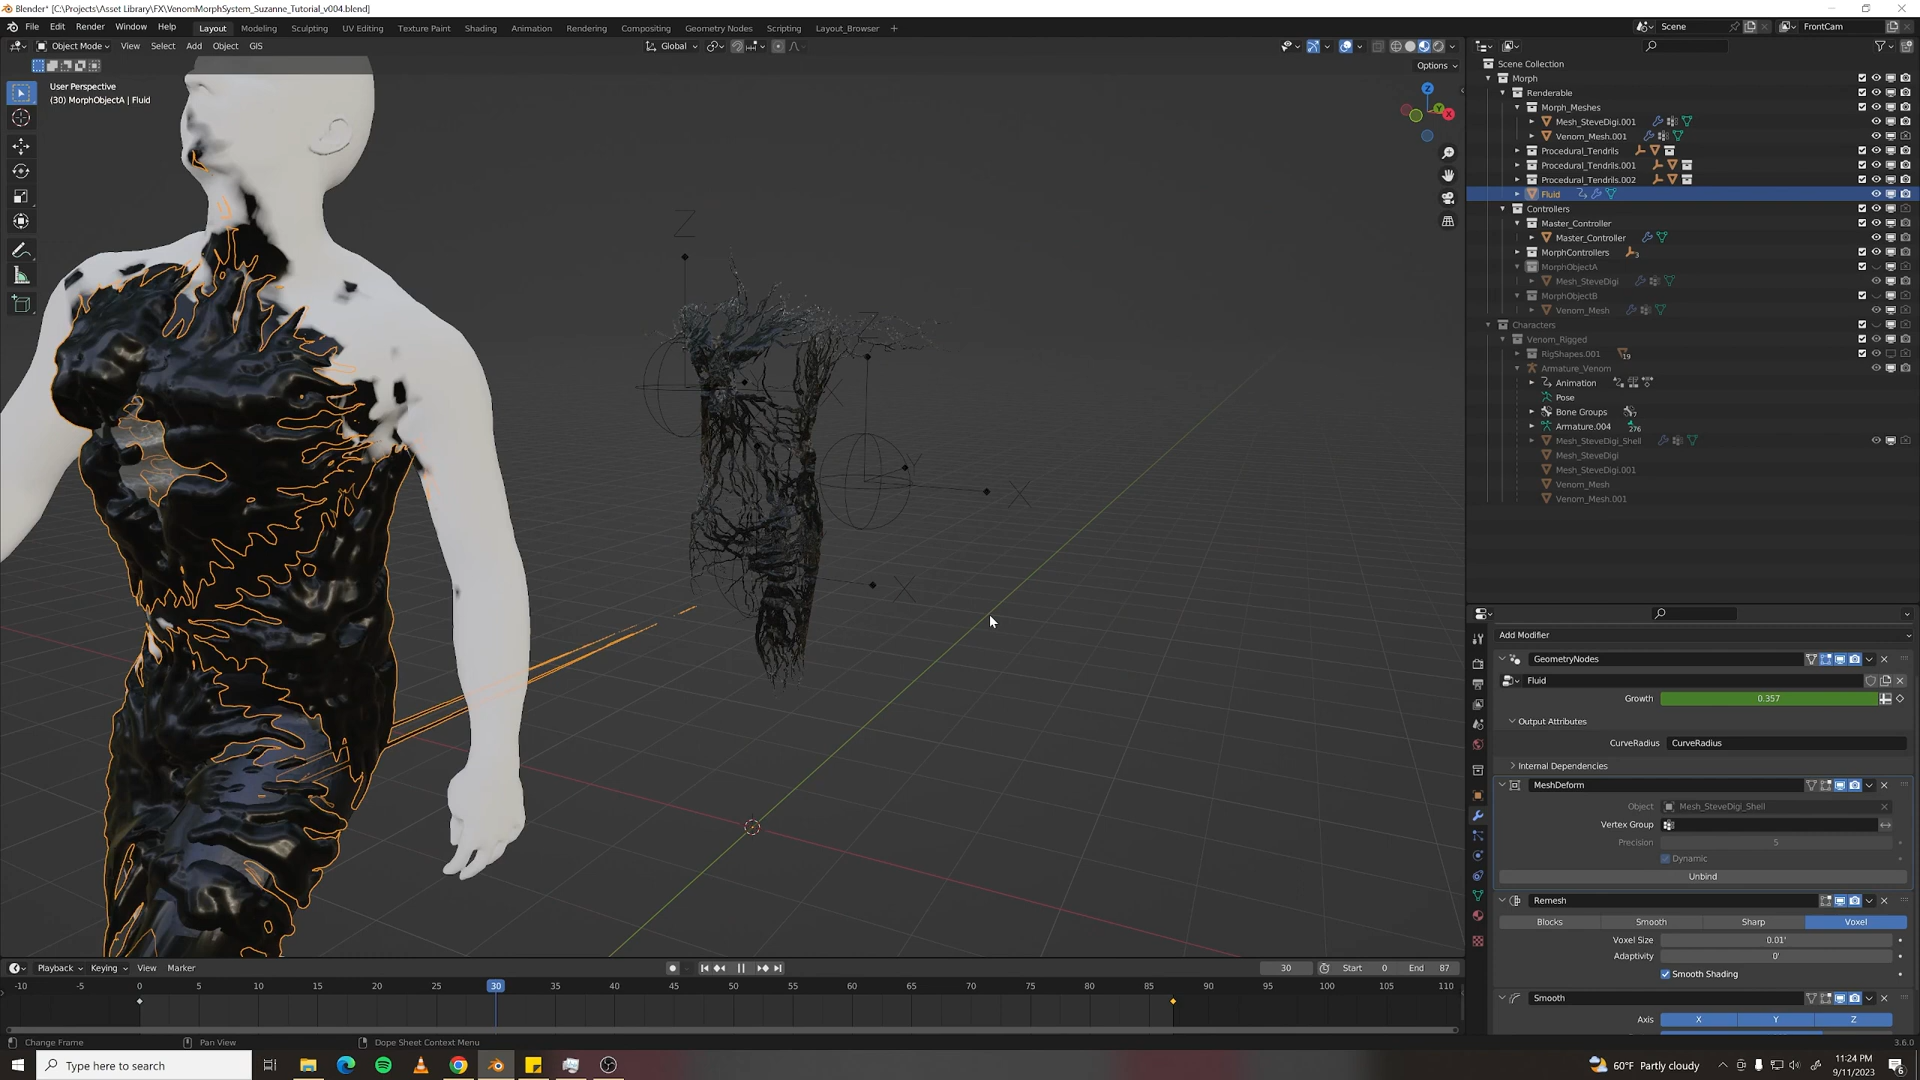 Blender* [C:\Projects\Asset Library\FX\VenomMorphSystem_Suzanne_Tutorial_v004.blend]
File Edit Render Window Help Layout Modeling Sculpting UV Editing Texture Paint Shading Animation Rendering Compositing Geometry Nodes Scripting Layout_Browser + Scene FrontCam
Object Mode View Select Add Object GIS Global
Options
User Perspective
(30) MorphObjectA | Fluid
Z
Z
Y
X
X
X
Z
Y
X
Scene Collection
Morph
Renderable
Morph_Meshes
Mesh_SteveDigi.001
Venom_Mesh.001
Procedural_Tendrils
Procedural_Tendrils.001
Procedural_Tendrils.002
Fluid
Controllers
Master_Controller
Master_Controller
MorphControllers 3
MorphObjectA
Mesh_SteveDigi
MorphObjectB
Venom_Mesh
Characters
Venom_Rigged
RigShapes.001 19
Armature_Venom
Animation
Pose
Bone Groups 7
Armature.004 276
Mesh_SteveDigi_Shell
Mesh_SteveDigi
Mesh_SteveDigi.001
Venom_Mesh
Venom_Mesh.001
Add Modifier
GeometryNodes
Fluid
Growth 0.357
Output Attributes
CurveRadius CurveRadius
Internal Dependencies
MeshDeform
Object Mesh_SteveDigi_Shell
Vertex Group
Precision 5
Dynamic
Unbind
Remesh
Blocks Smooth Sharp Voxel
Voxel Size 0.01'
Adaptivity 0'
Smooth Shading
Smooth
Axis X Y Z
Playback Keying View Marker 30 Start 0 End 87
-10 -5 0 5 10 15 20 25 30 35 40 45 50 55 60 65 70 75 80 85 90 95 100 105 110
Change Frame Pan View Dope Sheet Context Menu 3.6.0
Type here to search 60°F Partly cloudy 11:24 PM
9/11/2023 6